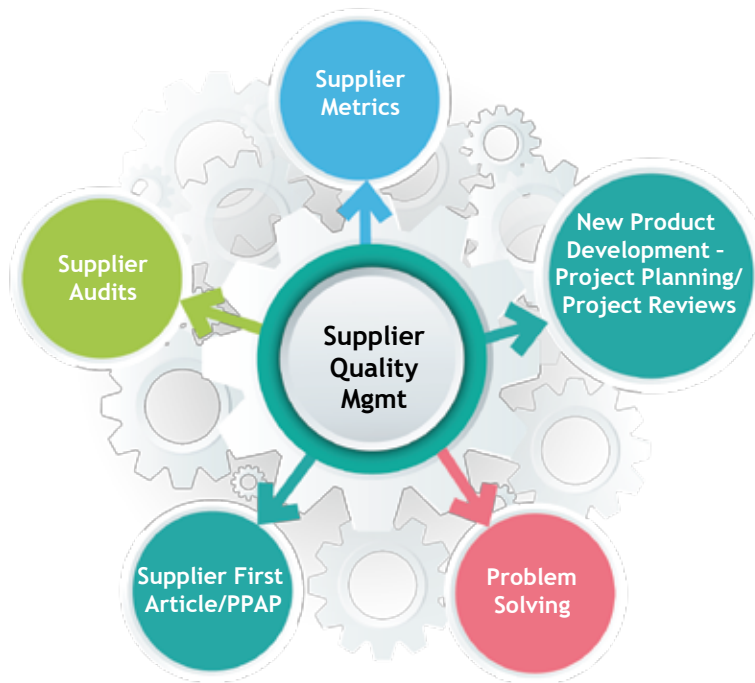 Supplier
Metrics
New Product
Development –
Project Planning/
Project Reviews
Supplier
Audits
Supplier
Quality
Mgmt
Supplier First
Article/PPAP
Problem
Solving